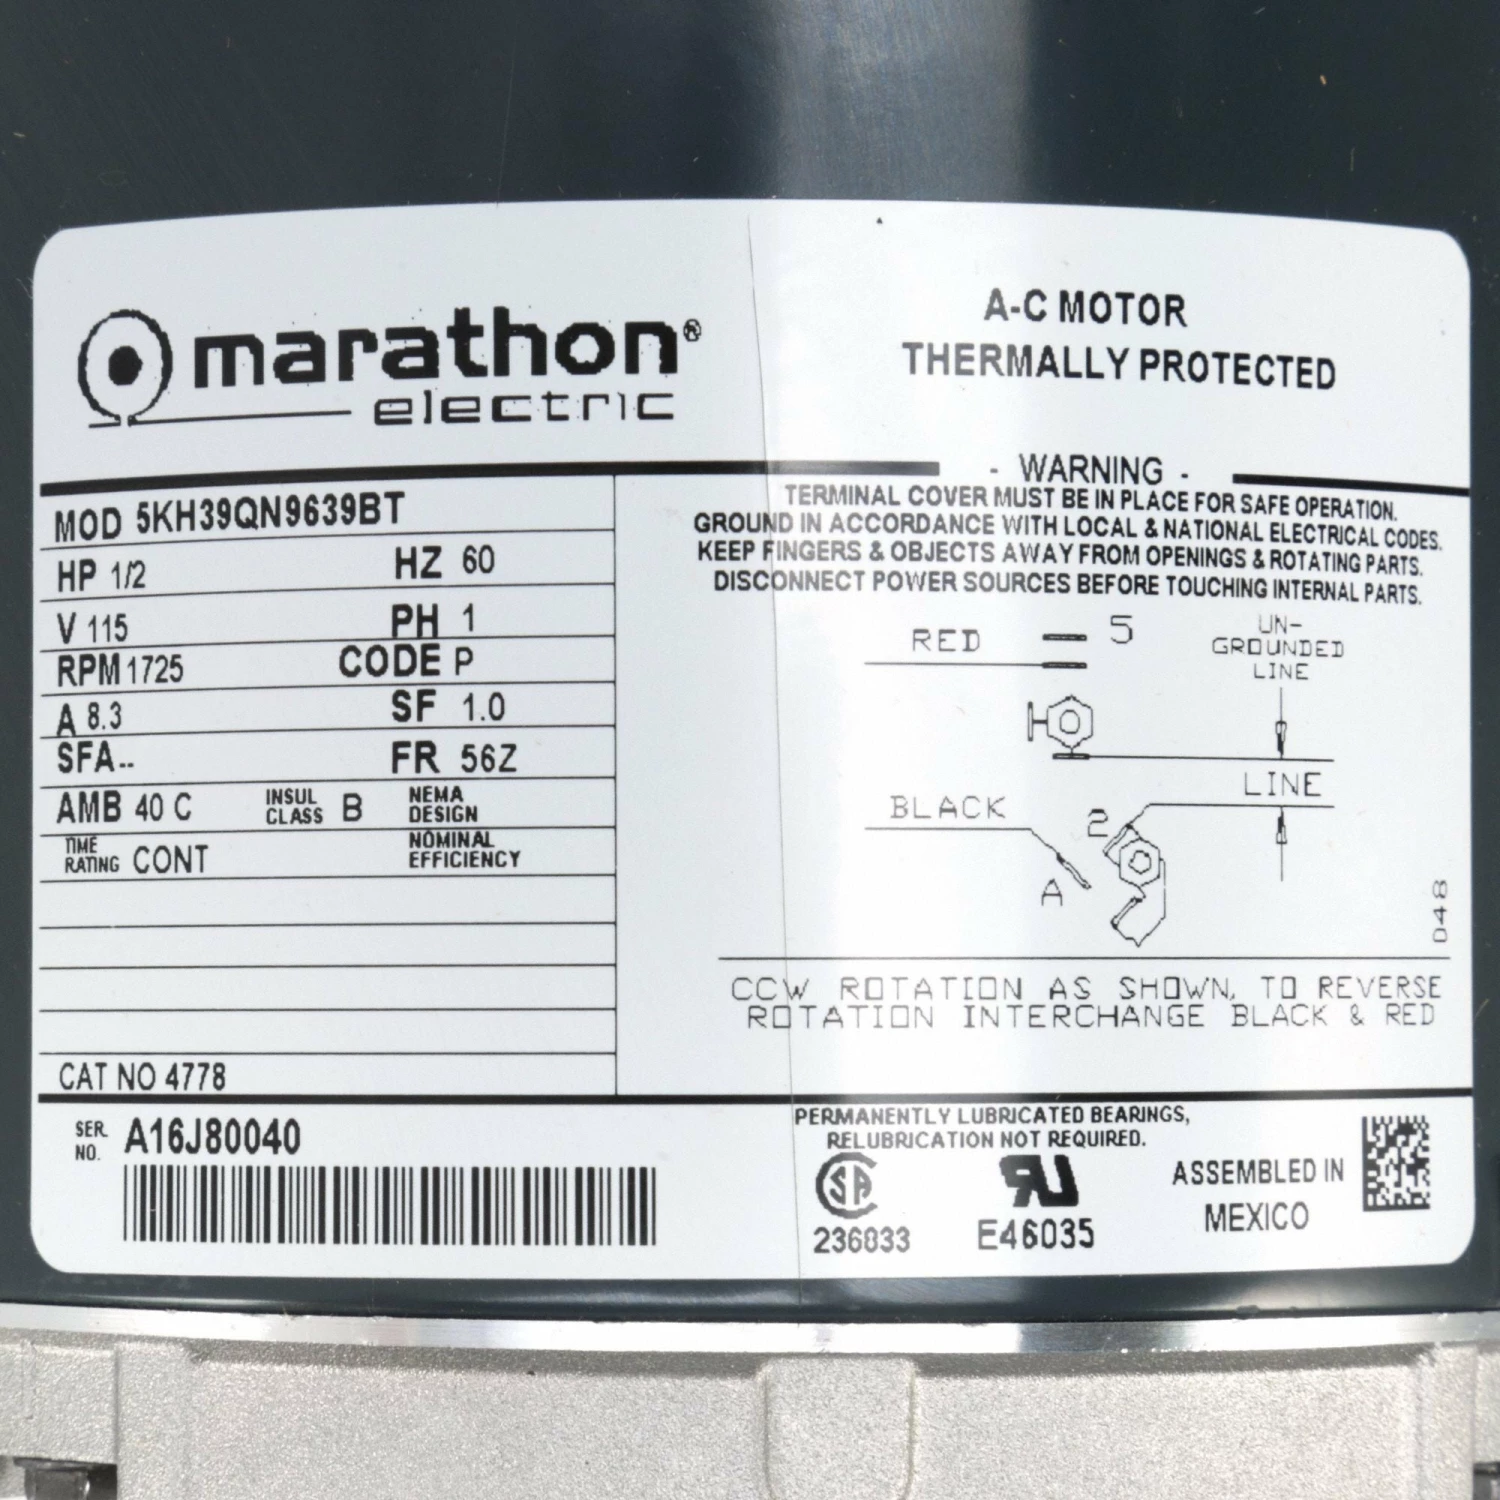 marathon®
electric
A-C MOTOR
THERMALLY PROTECTED
MOD 5KH39QN9639BT
HP 1/2 HZ 60
V 115 PH 1
RPM 1725 CODE P
A 8.3 SF 1.0
SFA -- FR 56Z
AMB 40 C INSUL CLASS B NEMA DESIGN
TIME RATING CONT NOMINAL EFFICIENCY
CAT NO 4778
- WARNING -
TERMINAL COVER MUST BE IN PLACE FOR SAFE OPERATION.
GROUND IN ACCORDANCE WITH LOCAL & NATIONAL ELECTRICAL CODES.
KEEP FINGERS & OBJECTS AWAY FROM OPENINGS & ROTATING PARTS.
DISCONNECT POWER SOURCES BEFORE TOUCHING INTERNAL PARTS.
RED 5 UN-
GROUNDED
LINE
LINE
BLACK 2
A
048
CCW ROTATION AS SHOWN, TO REVERSE
ROTATION INTERCHANGE BLACK & RED
SER. NO. A16J80040
PERMANENTLY LUBRICATED BEARINGS,
RELUBRICATION NOT REQUIRED.
SA
236833
RU
E46035
ASSEMBLED IN
MEXICO